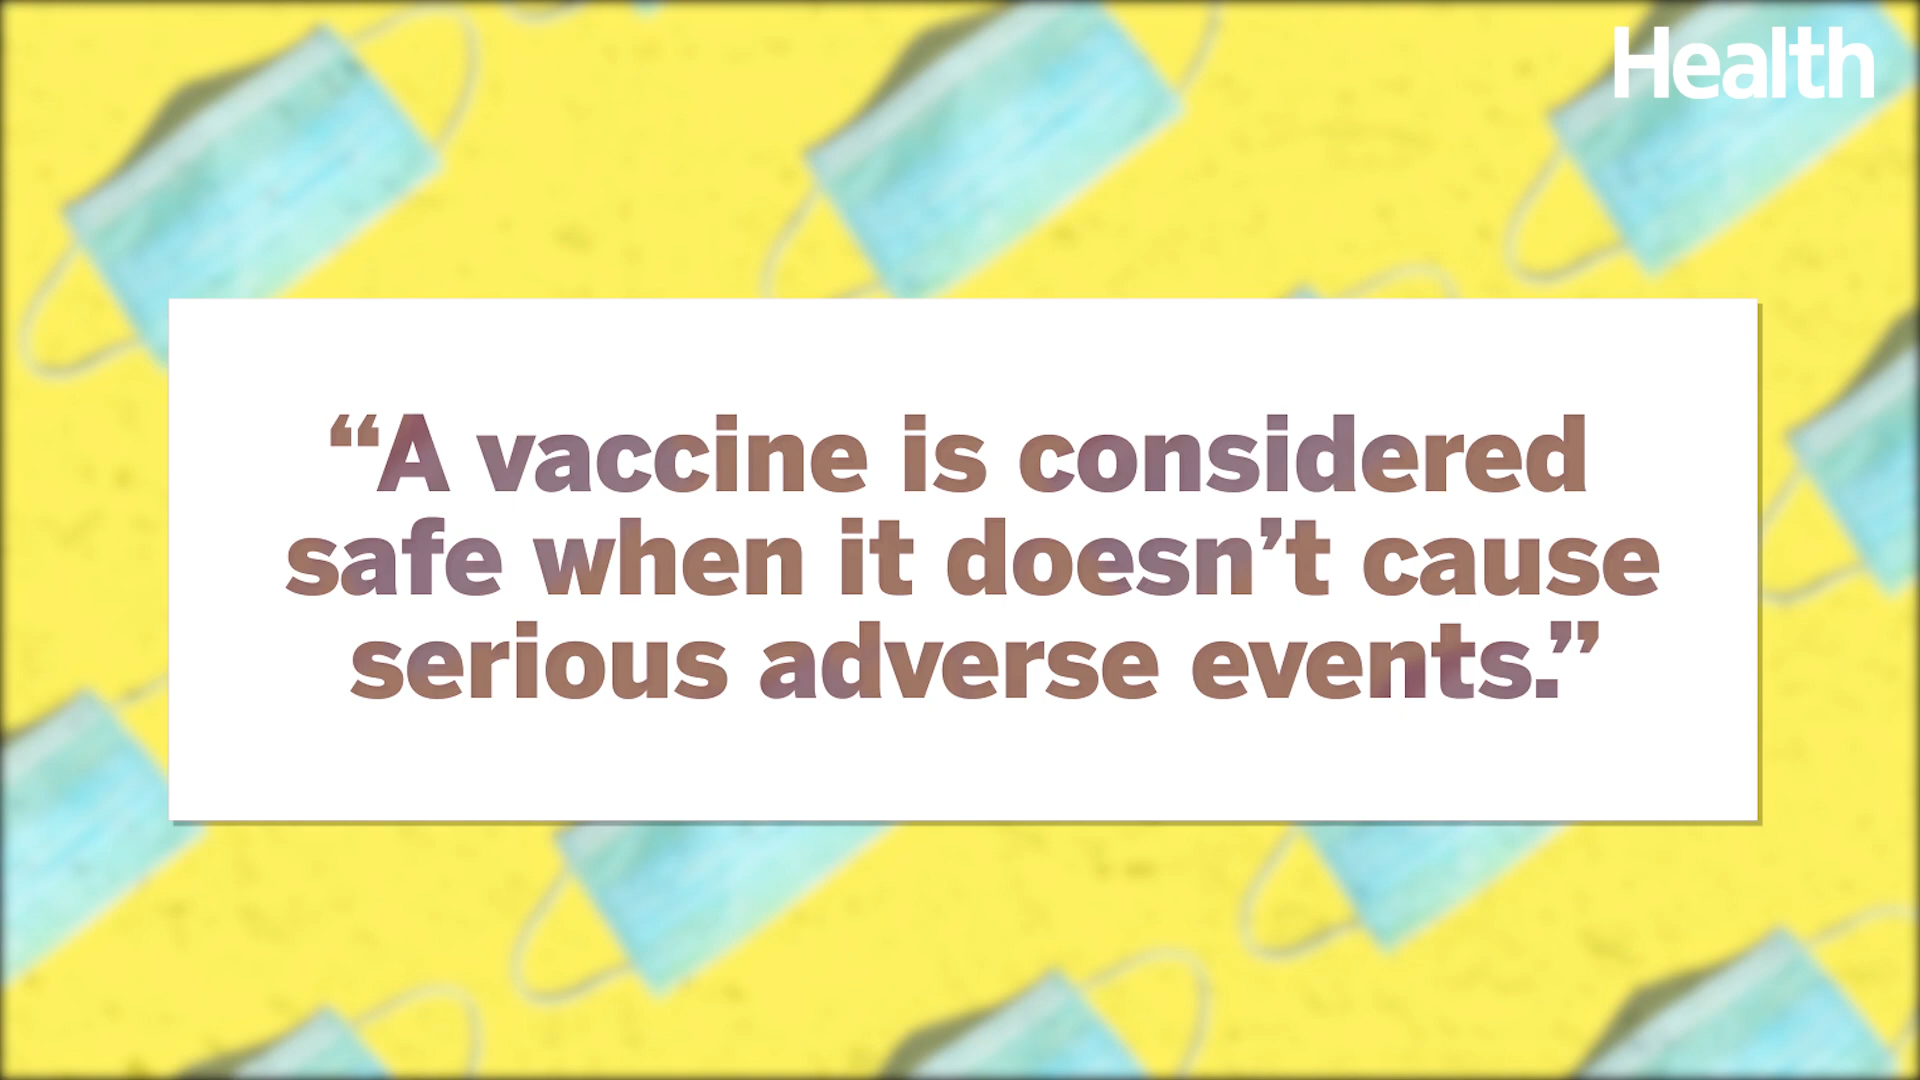 Health
“A vaccine is considered
safe when it doesn’t cause
serious adverse events.”